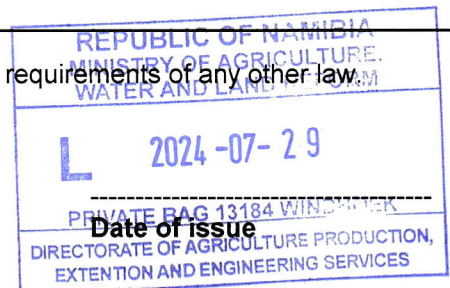 REPUBLIC OF NAMIBIA
MINISTRY OF AGRICULTURE,
requirements of any other law.
WATER AND LAND REFORM
L 2024 -07- 29
PRIVATE BAG 13184 WINDHOEK
Date of issue
DIRECTORATE OF AGRICULTURE PRODUCTION,
EXTENTION AND ENGINEERING SERVICES